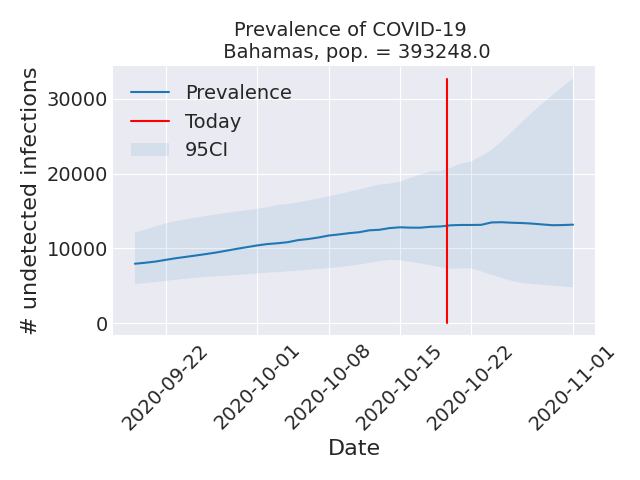 Prevalence of COVID-19
Bahamas, pop. = 393248.0
# undetected infections
30000
20000
10000
0
Prevalence
Today
95CI
2020-09-22
2020-10-01
2020-10-08
2020-10-15
2020-10-22
2020-11-01
Date